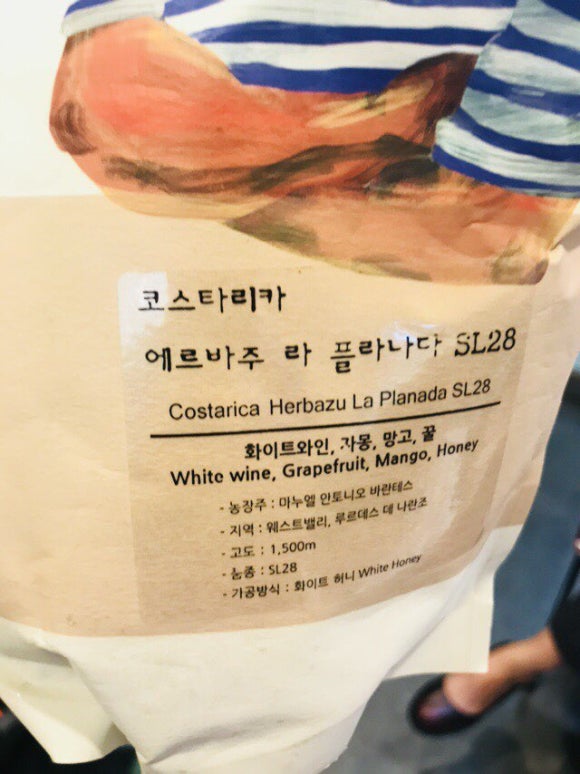 코스타리카
에르바주 라 플라나다 SL28
Costarica Herbazu La Planada SL28
화이트와인, 자몽, 망고, 꿀
White wine, Grapefruit, Mango, Honey
- 농장주 : 마누엘 안토니오 바란테스
- 지역 : 웨스트밸리, 루르데스 데 나란조
- 고도 : 1,500m
- 품종 : SL28
- 가공방식 : 화이트 허니 White Honey